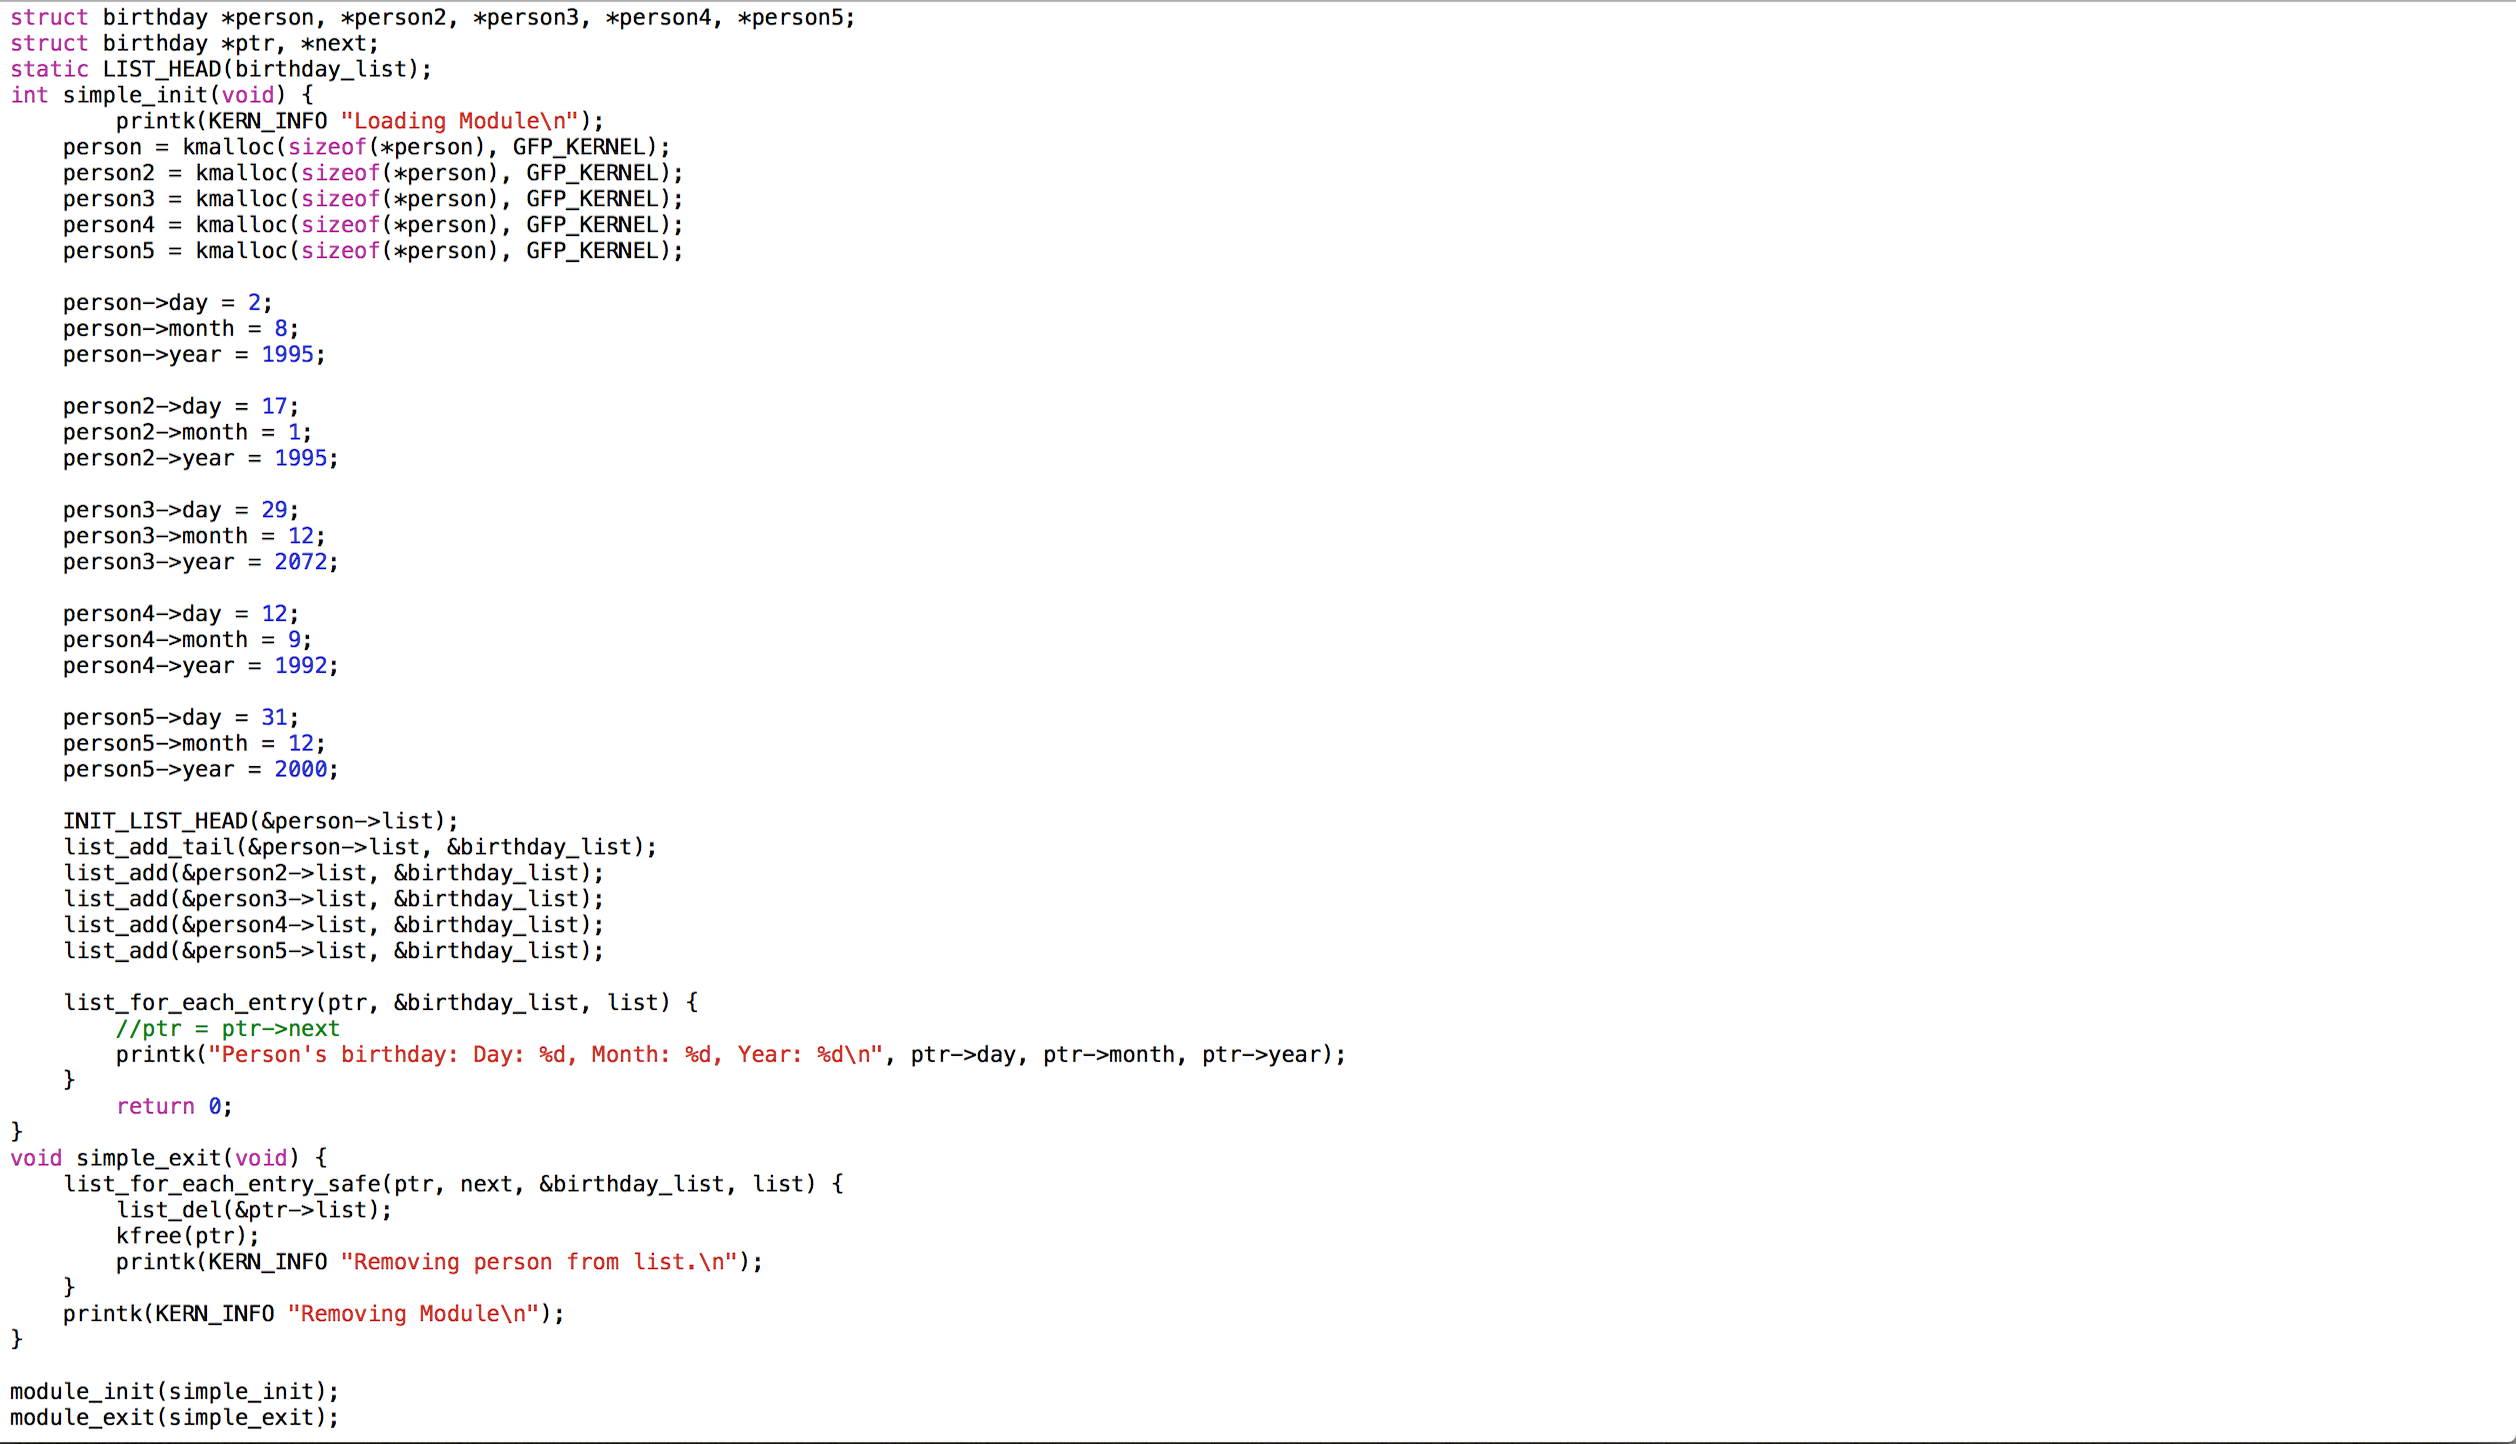 struct birthday *person, *person2, *person3, *person4, *person5;
struct birthday *ptr, *next;
static LIST_HEAD(birthday_list);
int simple_init(void) {
        printk(KERN_INFO "Loading Module\n");
    person = kmalloc(sizeof(*person), GFP_KERNEL);
    person2 = kmalloc(sizeof(*person), GFP_KERNEL);
    person3 = kmalloc(sizeof(*person), GFP_KERNEL);
    person4 = kmalloc(sizeof(*person), GFP_KERNEL);
    person5 = kmalloc(sizeof(*person), GFP_KERNEL);

    person->day = 2;
    person->month = 8;
    person->year = 1995;

    person2->day = 17;
    person2->month = 1;
    person2->year = 1995;

    person3->day = 29;
    person3->month = 12;
    person3->year = 2072;

    person4->day = 12;
    person4->month = 9;
    person4->year = 1992;

    person5->day = 31;
    person5->month = 12;
    person5->year = 2000;

    INIT_LIST_HEAD(&person->list);
    list_add_tail(&person->list, &birthday_list);
    list_add(&person2->list, &birthday_list);
    list_add(&person3->list, &birthday_list);
    list_add(&person4->list, &birthday_list);
    list_add(&person5->list, &birthday_list);

    list_for_each_entry(ptr, &birthday_list, list) {
        //ptr = ptr->next
        printk("Person's birthday: Day: %d, Month: %d, Year: %d\n", ptr->day, ptr->month, ptr->year);
    }
        return 0;
}
void simple_exit(void) {
    list_for_each_entry_safe(ptr, next, &birthday_list, list) {
        list_del(&ptr->list);
        kfree(ptr);
        printk(KERN_INFO "Removing person from list.\n");
    }
    printk(KERN_INFO "Removing Module\n");
}

module_init(simple_init);
module_exit(simple_exit);